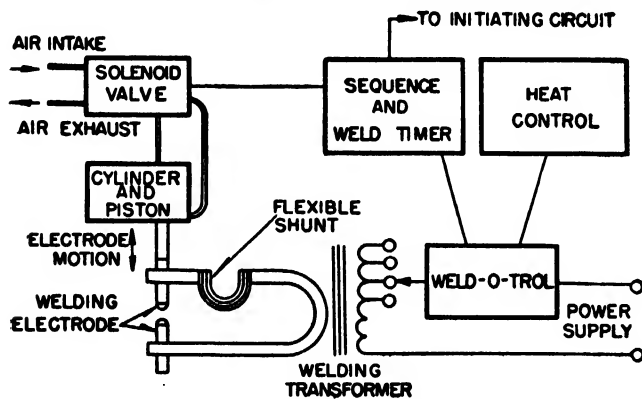 TO INITIATING CIRCUIT
AIR INTAKE
SOLENOID
VALVE
AIR EXHAUST
SEQUENCE
AND
WELD TIMER
HEAT
CONTROL
CYLINDER
AND
PISTON
ELECTRODE
MOTION
FLEXIBLE
SHUNT
WELD-O-TROL
WELDING
ELECTRODE
POWER
SUPPLY
WELDING
TRANSFORMER